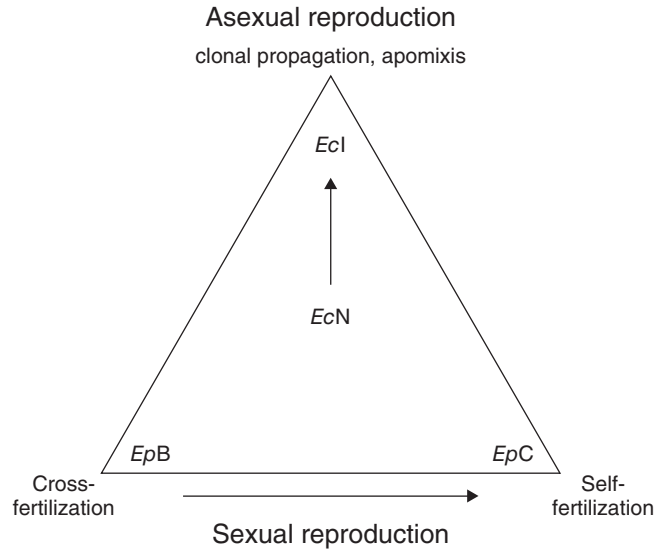 Asexual reproduction
clonal propagation, apomixis
EcI
EcN
EpB
EpC
Cross-
fertilization
Self-
fertilization
Sexual reproduction